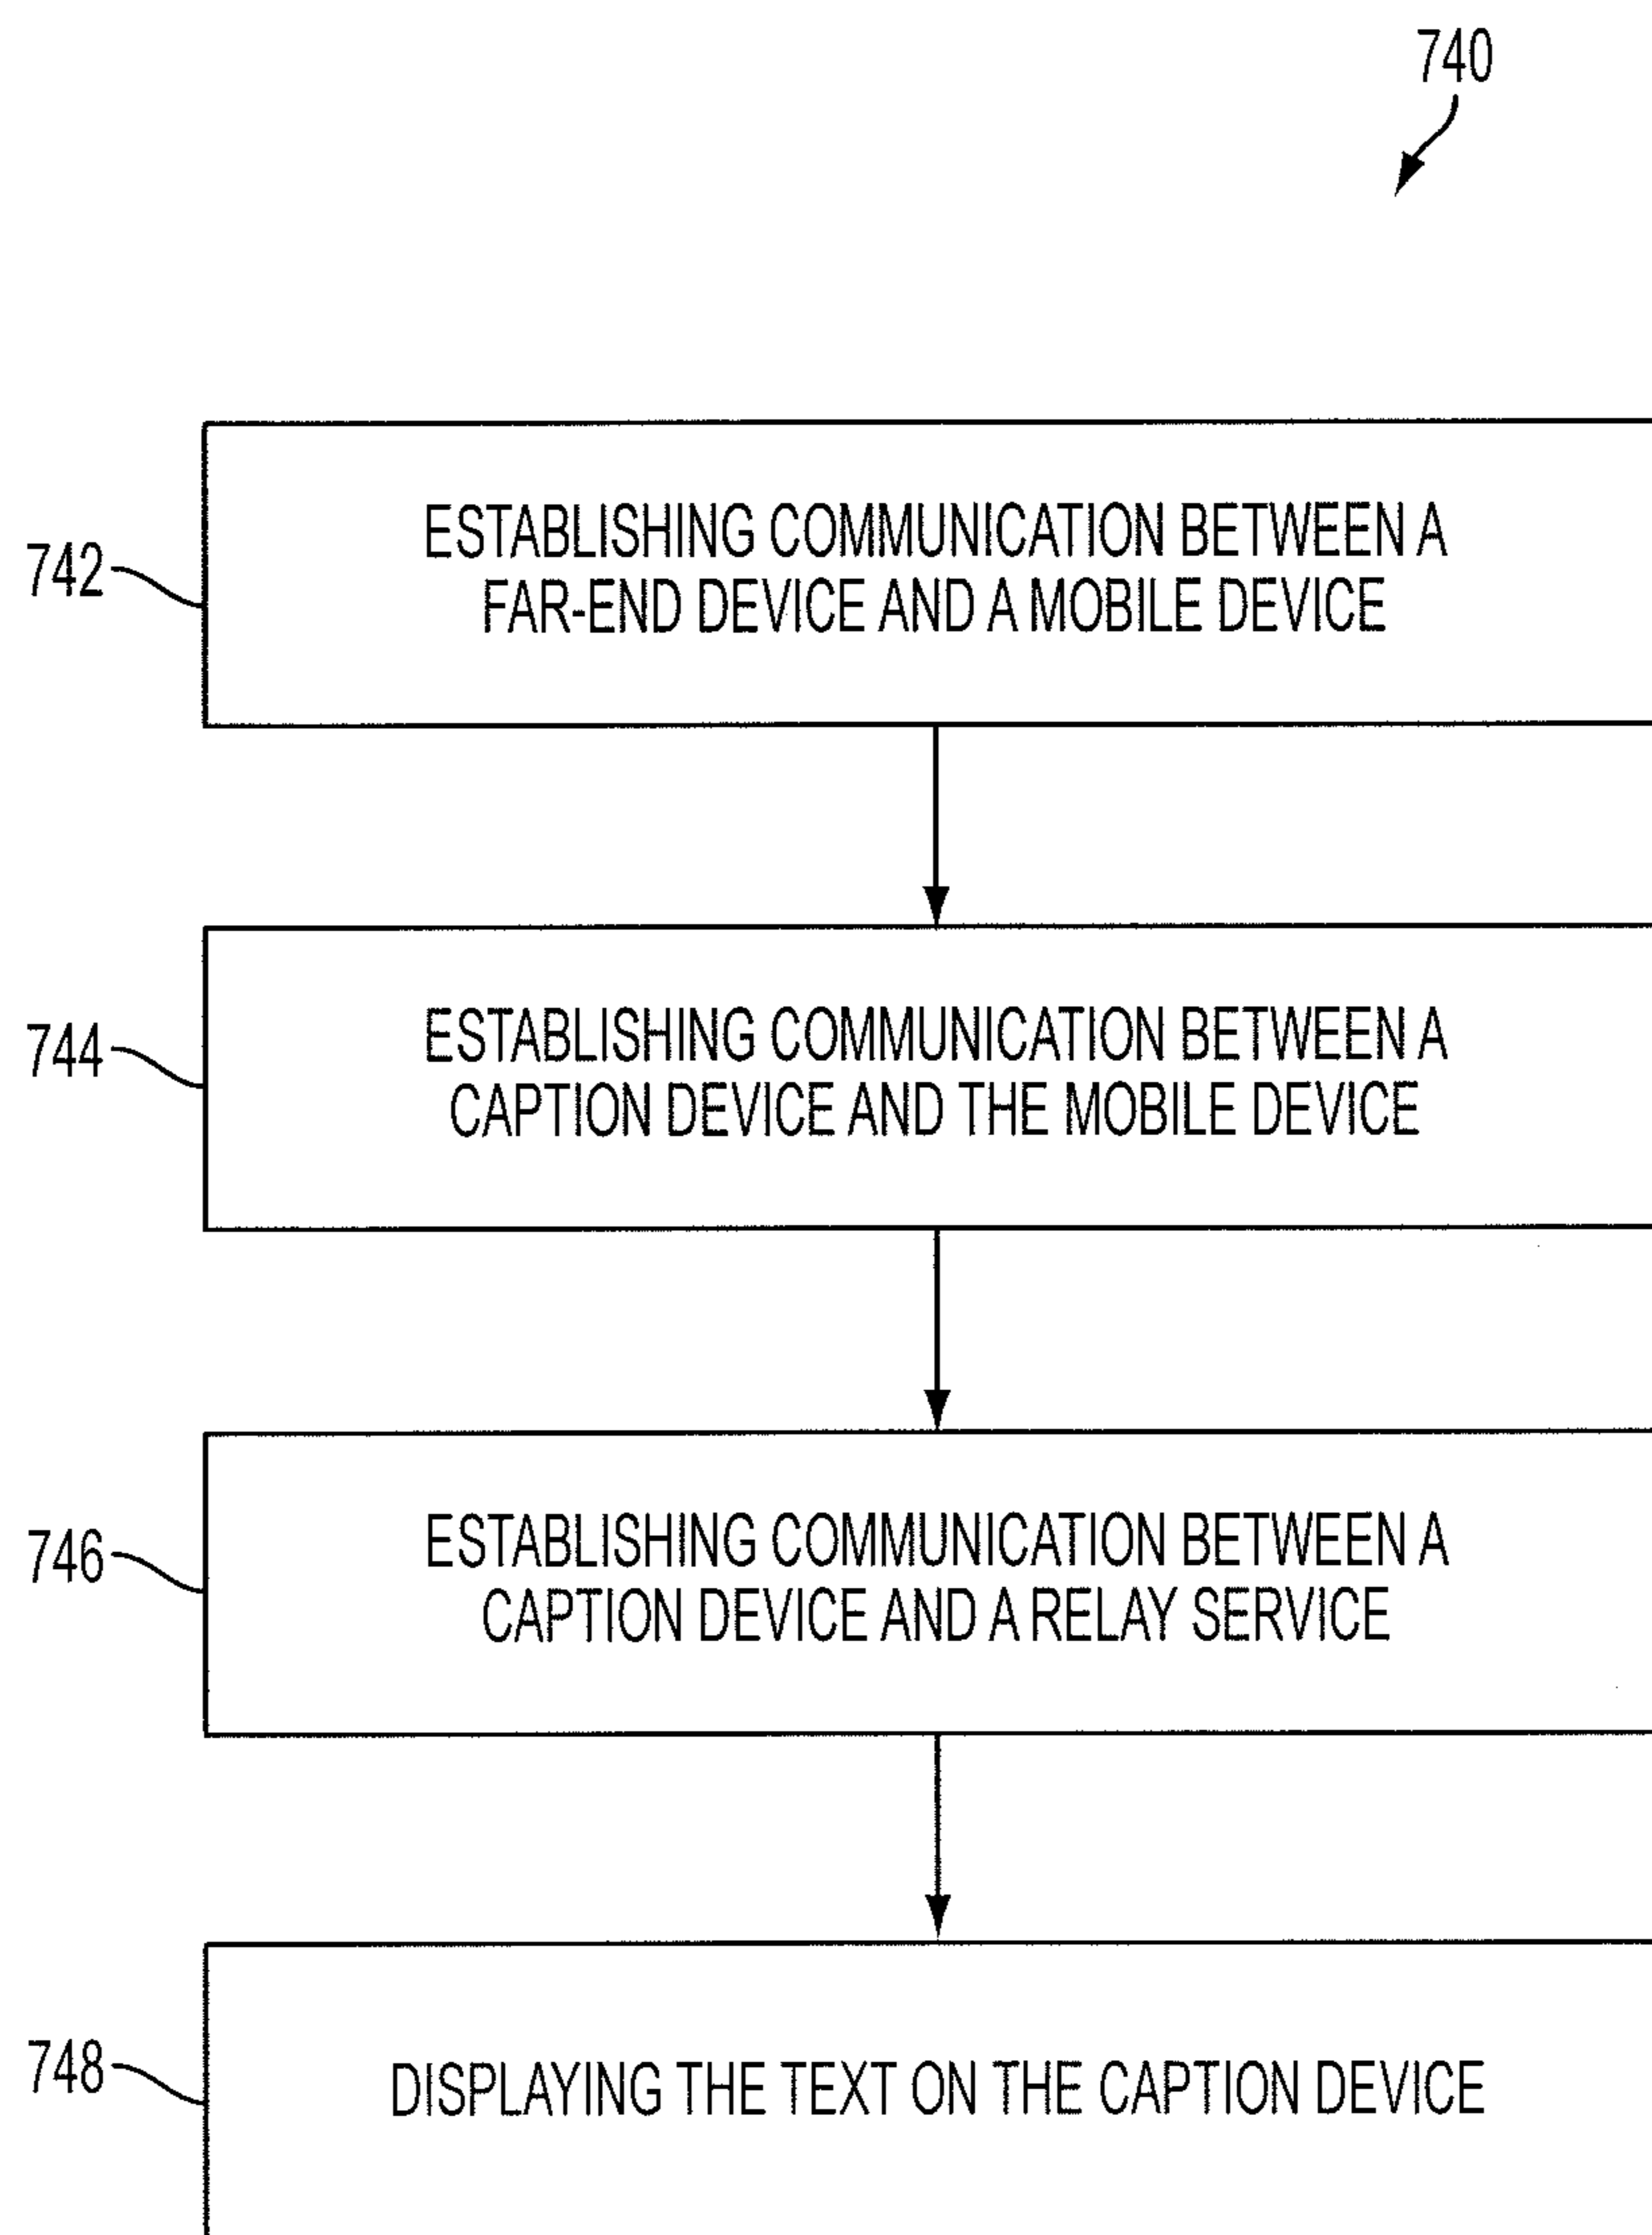 740
742
ESTABLISHING COMMUNICATION BETWEEN A
FAR-END DEVICE AND A MOBILE DEVICE
744
ESTABLISHING COMMUNICATION BETWEEN A
CAPTION DEVICE AND THE MOBILE DEVICE
746
ESTABLISHING COMMUNICATION BETWEEN A
CAPTION DEVICE AND A RELAY SERVICE
748
DISPLAYING THE TEXT ON THE CAPTION DEVICE